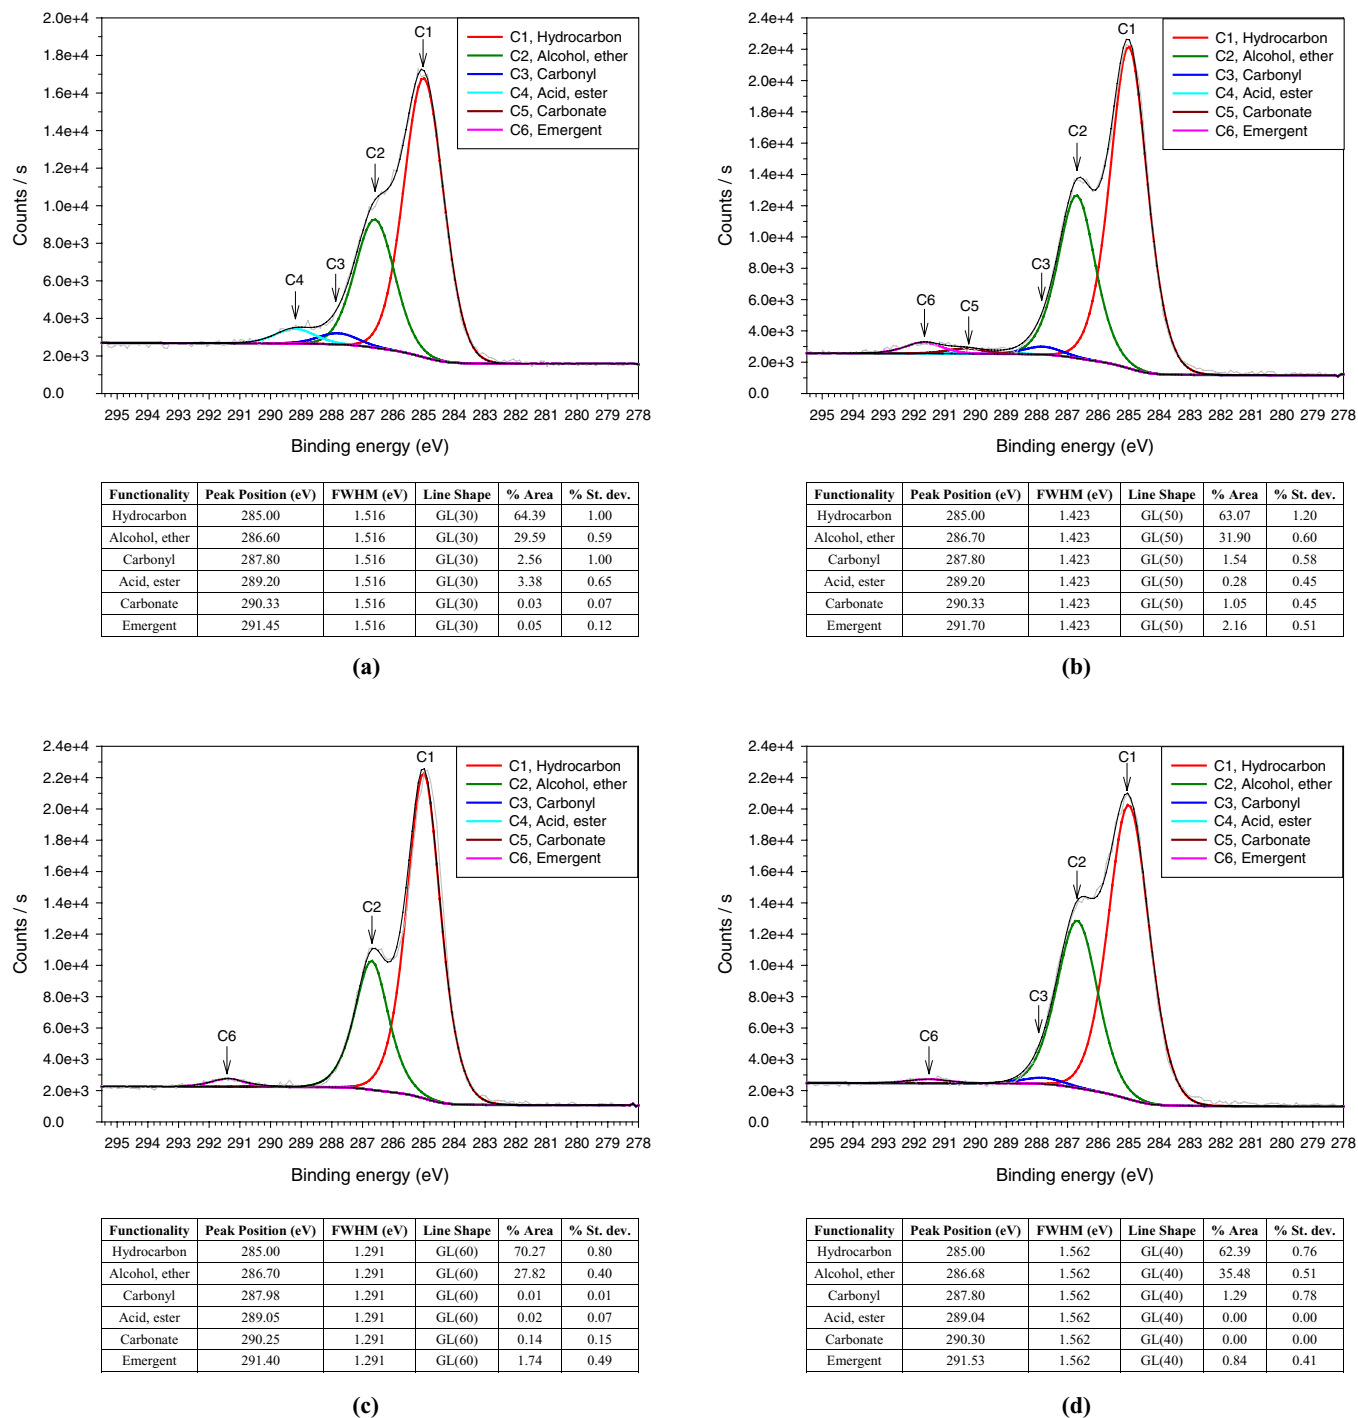 2.0e+4
1.8e+4
1.6e+4
1.4e+4
1.2e+4
1.0e+4
8.0e+3
6.0e+3
4.0e+3
2.0e+3
0.0
Counts / s
C1
C2
C3
C4
C1, Hydrocarbon
C2, Alcohol, ether
C3, Carbonyl
C4, Acid, ester
C5, Carbonate
C6, Emergent
295 294 293 292 291 290 289 288 287 286 285 284 283 282 281 280 279 278
Binding energy (eV)
Functionality Peak Position (eV) FWHM (eV) Line Shape % Area % St. dev.
Hydrocarbon 285.00 1.516 GL(30) 64.39 1.00
Alcohol, ether 286.60 1.516 GL(30) 29.59 0.59
Carbonyl 287.80 1.516 GL(30) 2.56 1.00
Acid, ester 289.20 1.516 GL(30) 3.38 0.65
Carbonate 290.33 1.516 GL(30) 0.03 0.07
Emergent 291.45 1.516 GL(30) 0.05 0.12
(a)
2.4e+4
2.2e+4
2.0e+4
1.8e+4
1.6e+4
1.4e+4
1.2e+4
1.0e+4
8.0e+3
6.0e+3
4.0e+3
2.0e+3
0.0
Counts / s
C1
C2
C3
C6
C5
C1, Hydrocarbon
C2, Alcohol, ether
C3, Carbonyl
C4, Acid, ester
C5, Carbonate
C6, Emergent
295 294 293 292 291 290 289 288 287 286 285 284 283 282 281 280 279 278
Binding energy (eV)
Functionality Peak Position (eV) FWHM (eV) Line Shape % Area % St. dev.
Hydrocarbon 285.00 1.423 GL(50) 63.07 1.20
Alcohol, ether 286.70 1.423 GL(50) 31.90 0.60
Carbonyl 287.80 1.423 GL(50) 1.54 0.58
Acid, ester 289.20 1.423 GL(50) 0.28 0.45
Carbonate 290.33 1.423 GL(50) 1.05 0.45
Emergent 291.70 1.423 GL(50) 2.16 0.51
(b)
2.4e+4
2.2e+4
2.0e+4
1.8e+4
1.6e+4
1.4e+4
1.2e+4
1.0e+4
8.0e+3
6.0e+3
4.0e+3
2.0e+3
0.0
Counts / s
C1
C2
C6
C1, Hydrocarbon
C2, Alcohol, ether
C3, Carbonyl
C4, Acid, ester
C5, Carbonate
C6, Emergent
295 294 293 292 291 290 289 288 287 286 285 284 283 282 281 280 279 278
Binding energy (eV)
Functionality Peak Position (eV) FWHM (eV) Line Shape % Area % St. dev.
Hydrocarbon 285.00 1.291 GL(60) 70.27 0.80
Alcohol, ether 286.70 1.291 GL(60) 27.82 0.40
Carbonyl 287.98 1.291 GL(60) 0.01 0.01
Acid, ester 289.05 1.291 GL(60) 0.02 0.07
Carbonate 290.25 1.291 GL(60) 0.14 0.15
Emergent 291.40 1.291 GL(60) 1.74 0.49
(c)
2.4e+4
2.2e+4
2.0e+4
1.8e+4
1.6e+4
1.4e+4
1.2e+4
1.0e+4
8.0e+3
6.0e+3
4.0e+3
2.0e+3
0.0
Counts / s
C1
C2
C3
C6
C1, Hydrocarbon
C2, Alcohol, ether
C3, Carbonyl
C4, Acid, ester
C5, Carbonate
C6, Emergent
295 294 293 292 291 290 289 288 287 286 285 284 283 282 281 280 279 278
Binding energy (eV)
Functionality Peak Position (eV) FWHM (eV) Line Shape % Area % St. dev.
Hydrocarbon 285.00 1.562 GL(40) 62.39 0.76
Alcohol, ether 286.68 1.562 GL(40) 35.48 0.51
Carbonyl 287.80 1.562 GL(40) 1.29 0.78
Acid, ester 289.04 1.562 GL(40) 0.00 0.00
Carbonate 290.30 1.562 GL(40) 0.00 0.00
Emergent 291.53 1.562 GL(40) 0.84 0.41
(d)